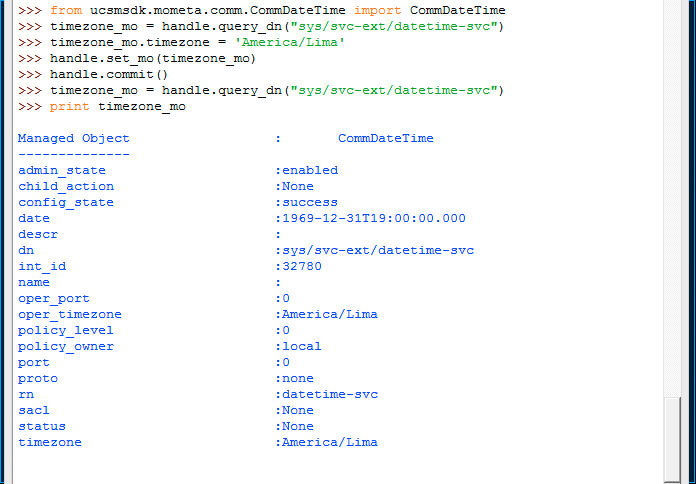 >>> from ucsmsdk.mometa.comm.CommDateTime import CommDateTime
>>> timezone_mo = handle.query_dn("sys/svc-ext/datetime-svc")
>>> timezone_mo.timezone = 'America/Lima'
>>> handle.set_mo(timezone_mo)
>>> handle.commit()
>>> timezone_mo = handle.query_dn("sys/svc-ext/datetime-svc")
>>> print timezone_mo
Managed Object : CommDateTime
--------------
admin_state :enabled
child_action :None
config_state :success
date :1969-12-31T19:00:00.000
descr :
dn :sys/svc-ext/datetime-svc
int_id :32780
name :
oper_port :0
oper_timezone :America/Lima
policy_level :0
policy_owner :local
port :0
proto :none
rn :datetime-svc
sacl :None
status :None
timezone :America/Lima